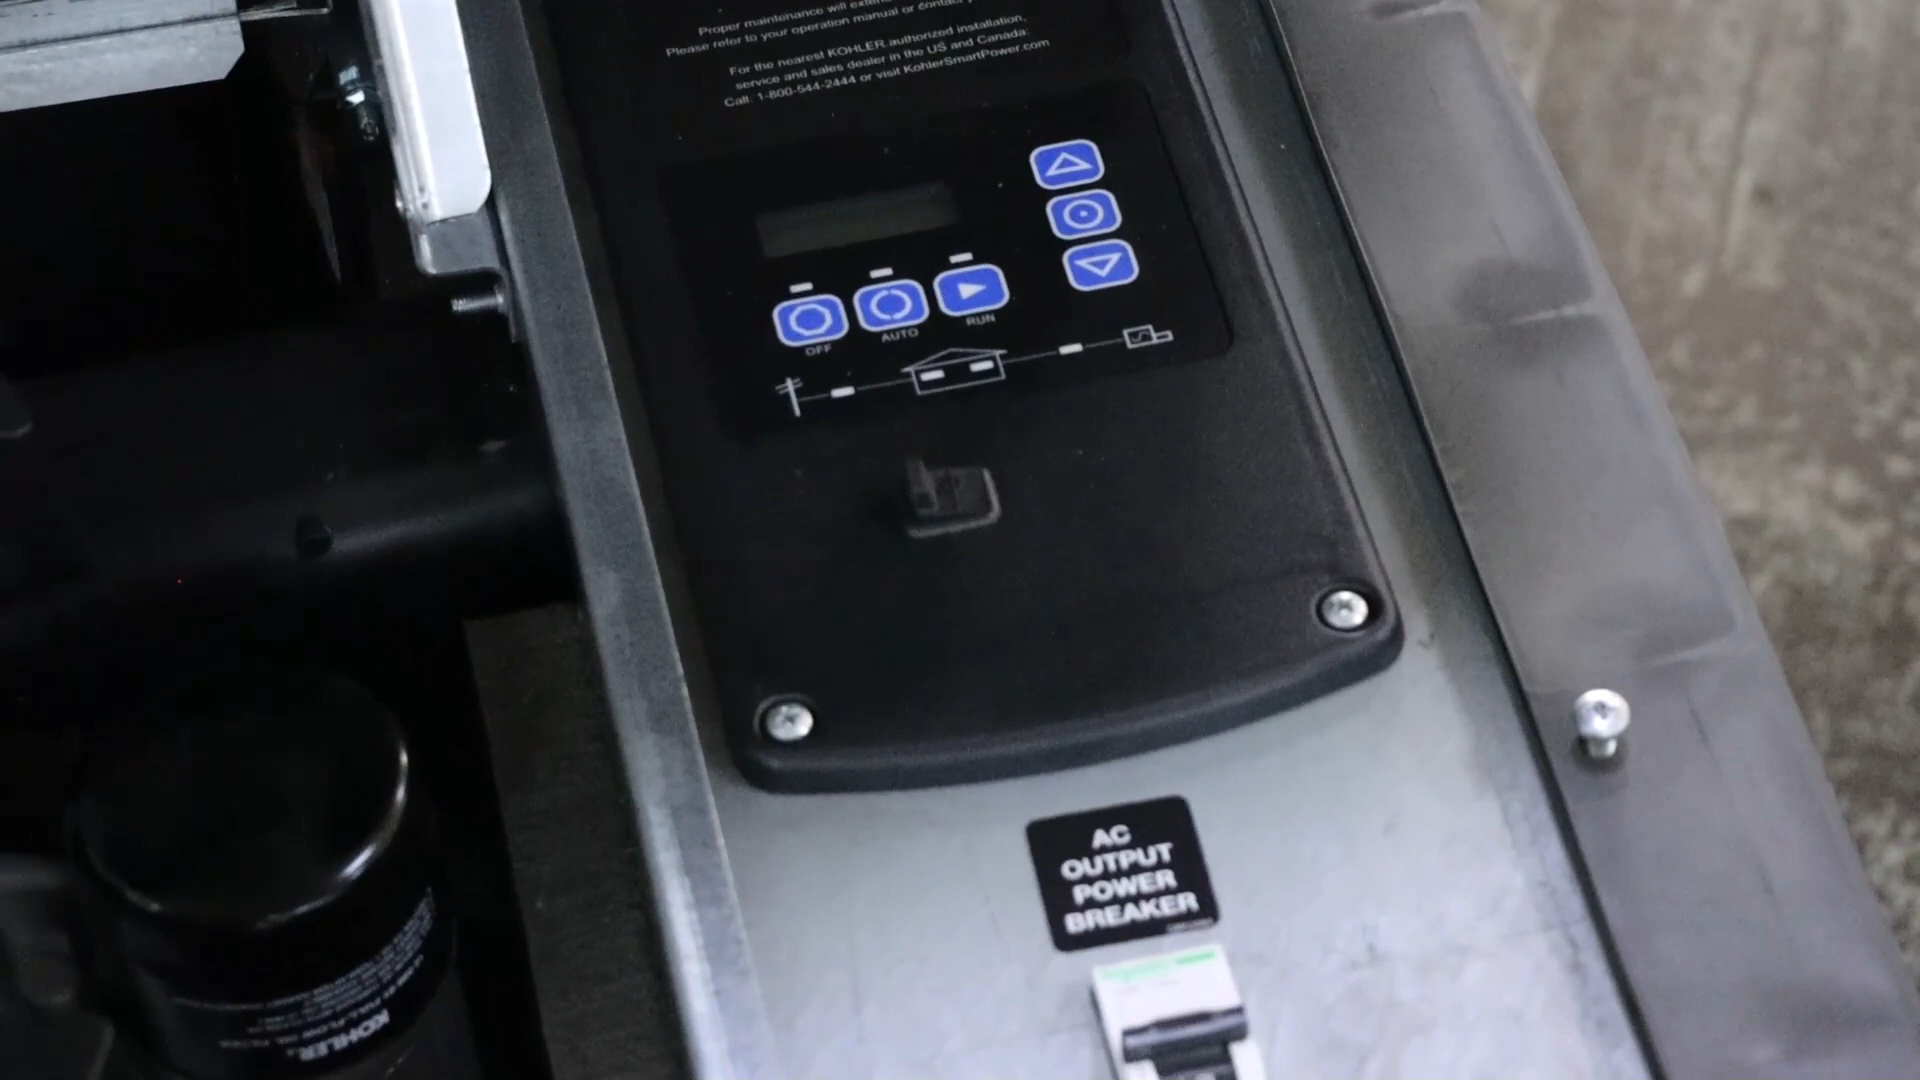 Proper maintenance will
Please refer to your operation manual or contact
For the nearest KOHLER authorized installation,
service and sales dealer in the US and Canada:
Call: 1-800-544-2444 or visit KohlerSmartPower.com
OFF
AUTO
RUN
AC
OUTPUT
POWER
BREAKER
KOHLER